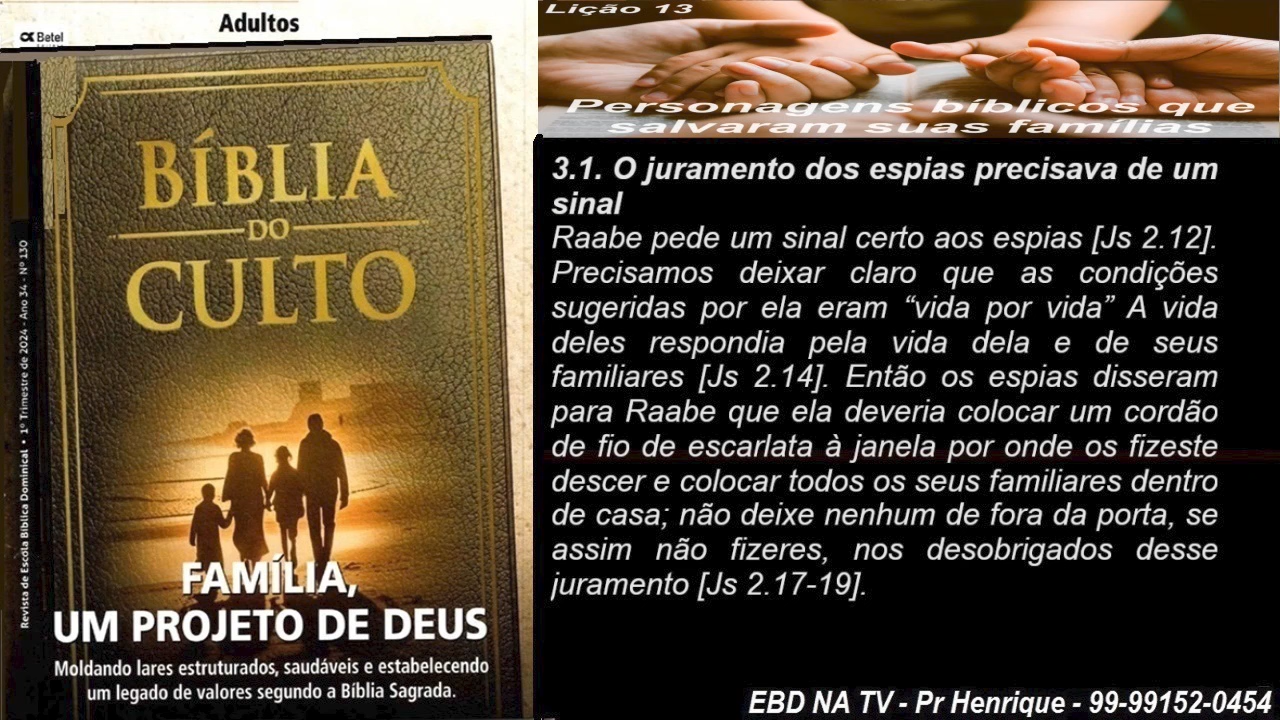 Adultos
Betel
BÍBLIA
DO
CULTO
Revista de Escola Bíblica Dominical • 1º Trimestre de 2024 - Ano 34 - Nº 130
FAMÍLIA,
UM PROJETO DE DEUS
Moldando lares estruturados, saudáveis e estabelecendo
um legado de valores segundo a Bíblia Sagrada.
Lição 13
Personagens bíblicos que
salvaram suas famílias
3.1. O juramento dos espias precisava de um
sinal
Raabe pede um sinal certo aos espias [Js 2.12].
Precisamos deixar claro que as condições
sugeridas por ela eram “vida por vida” A vida
deles respondia pela vida dela e de seus
familiares [Js 2.14]. Então os espias disseram
para Raabe que ela deveria colocar um cordão
de fio de escarlata à janela por onde os fizeste
descer e colocar todos os seus familiares dentro
de casa; não deixe nenhum de fora da porta, se
assim não fizeres, nos desobrigados desse
juramento [Js 2.17-19].
EBD NA TV - Pr Henrique - 99-99152-0454